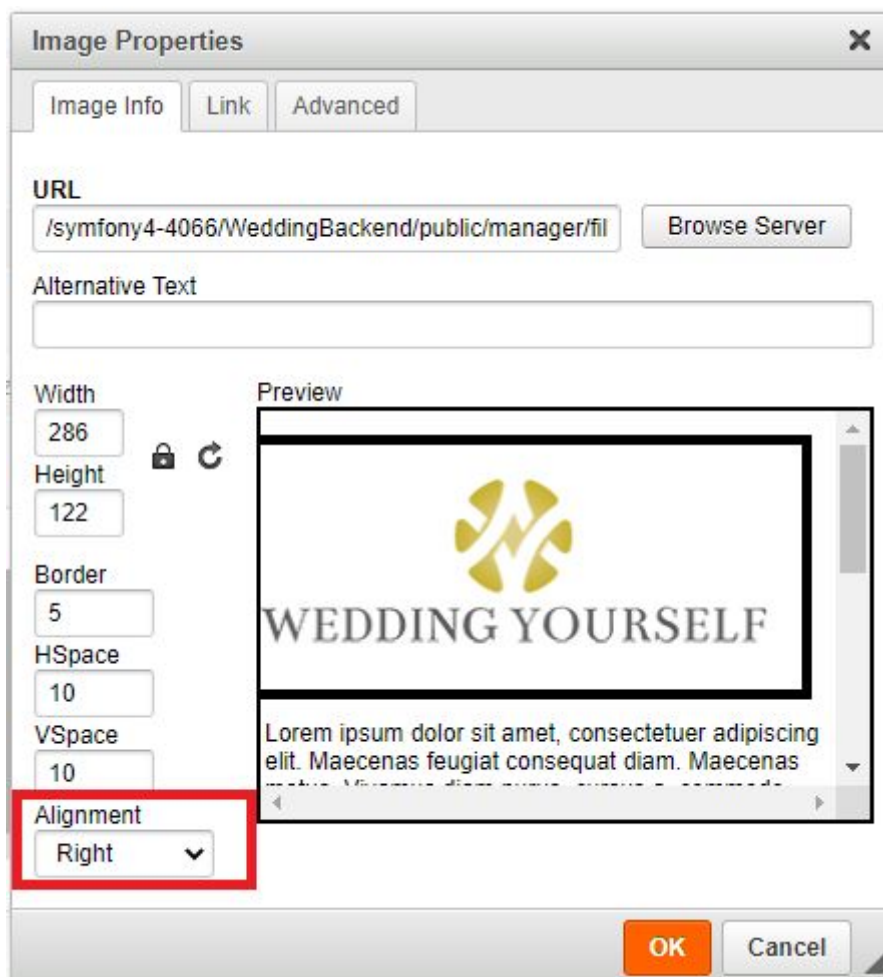 Image Properties
Image Info Link Advanced
URL
/symfony4-4066/WeddingBackend/public/manager/fil
Browse Server
Alternative Text
Width
286
Height
122
Border
5
HSpace
10
VSpace
10
Alignment
Right
Preview
WEDDING YOURSELF
Lorem ipsum dolor sit amet, consectetuer adipiscing
elit. Maecenas feugiat consequat diam. Maecenas
OK Cancel